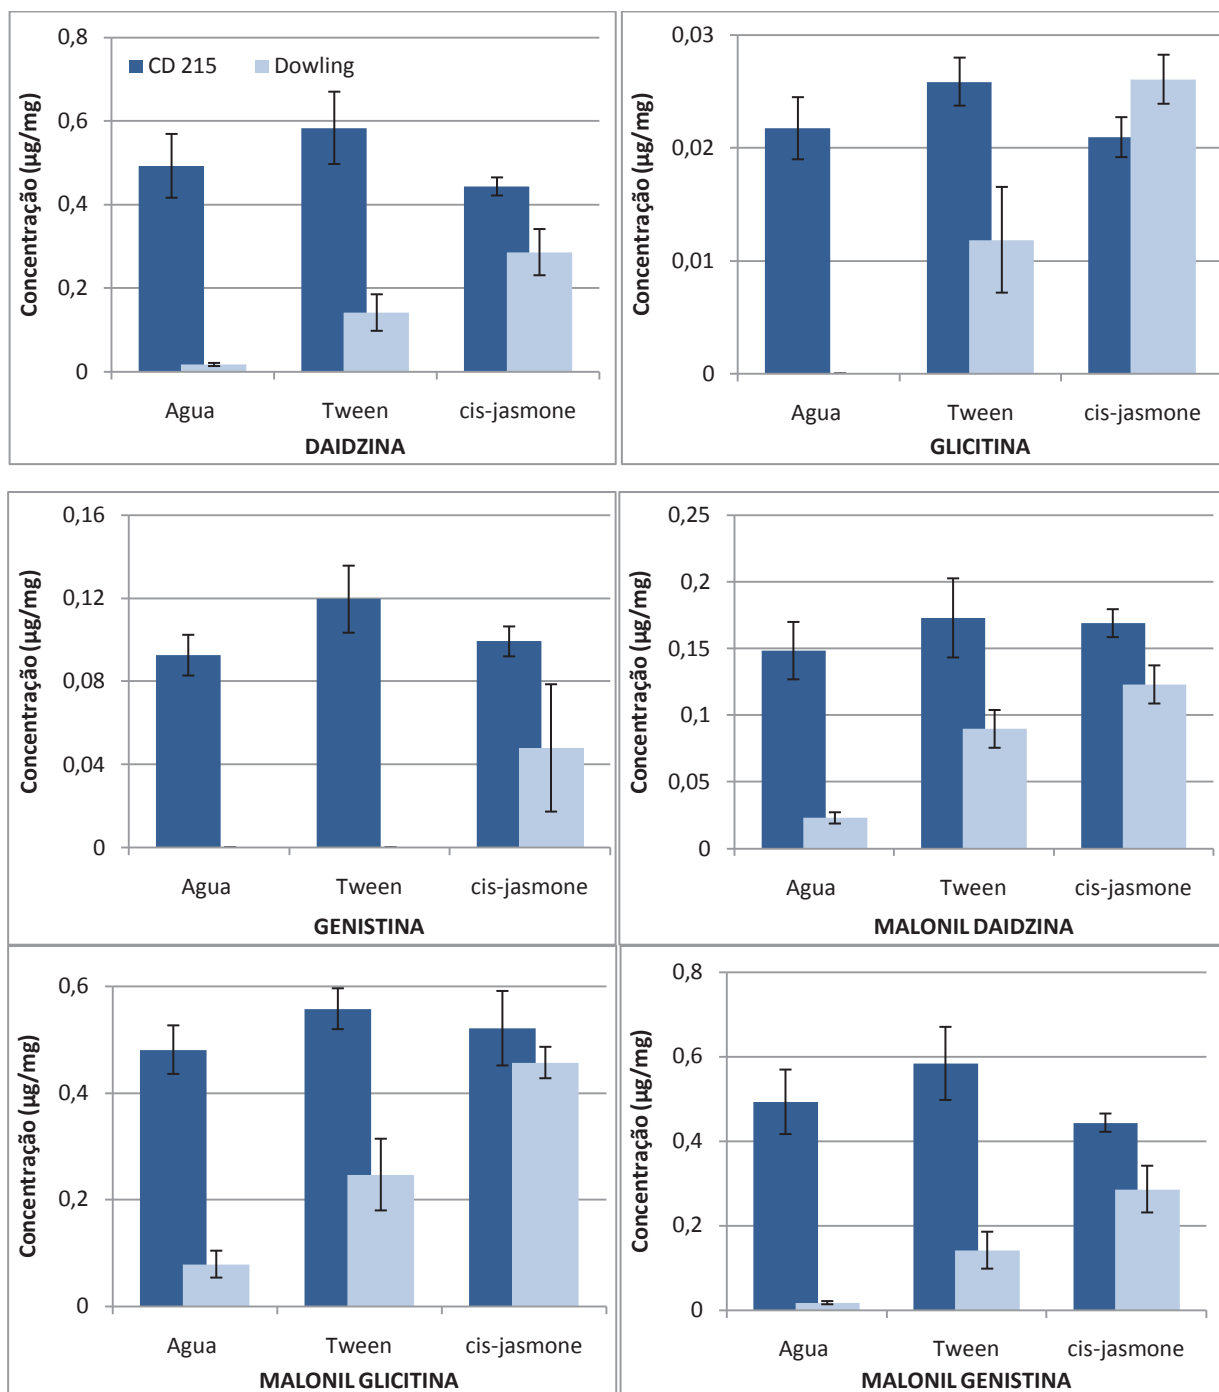 Concentração (µg/mg)
0,8
0,6
0,4
0,2
0
CD 215 Dowling
Agua Tween cis-jasmone
DAIDZINA
Concentração (µg/mg)
0,03
0,02
0,01
0
Agua Tween cis-jasmone
GLICITINA
Concentração (µg/mg)
0,16
0,12
0,08
0,04
0
Agua Tween cis-jasmone
GENISTINA
Concentração (µg/mg)
0,25
0,2
0,15
0,1
0,05
0
Agua Tween cis-jasmone
MALONIL DAIDZINA
Concentração (µg/mg)
0,6
0,4
0,2
0
Agua Tween cis-jasmone
MALONIL GLICITINA
Concentração (µg/mg)
0,8
0,6
0,4
0,2
0
Agua Tween cis-jasmone
MALONIL GENISTINA